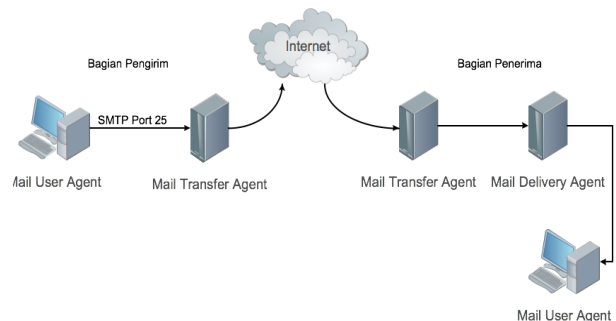 Internet
Bagian Pengirim
Bagian Penerima
SMTP Port 25
Mail User Agent
Mail Transfer Agent
Mail Transfer Agent
Mail Delivery Agent
Mail User Agent